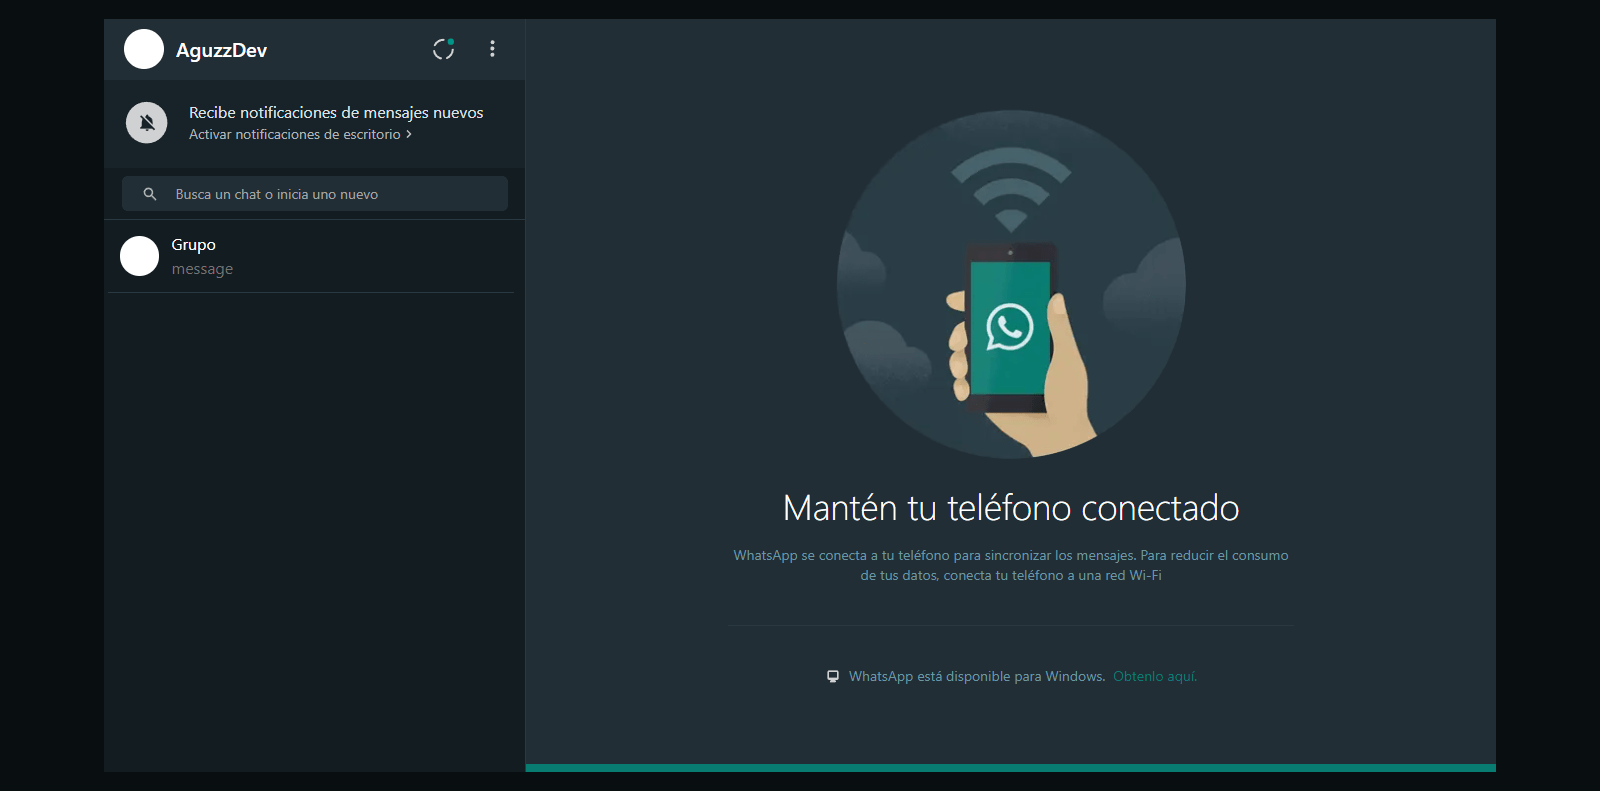 AguzzDev
Recibe notificaciones de mensajes nuevos
Activar notificaciones de escritorio
Busca un chat o inicia uno nuevo
Grupo
message
Mantén tu teléfono conectado
WhatsApp se conecta a tu teléfono para sincronizar los mensajes. Para reducir el consumo
de tus datos, conecta tu teléfono a una red Wi-Fi
WhatsApp está disponible para Windows. Obtenlo aquí.